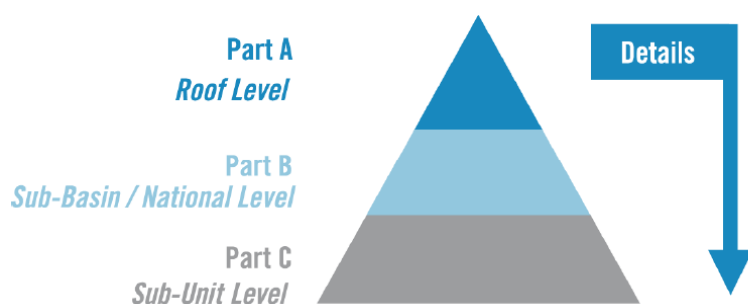 Part A
Roof Level
Details
Part B
Sub-Basin / National Level
Part C
Sub-Unit Level